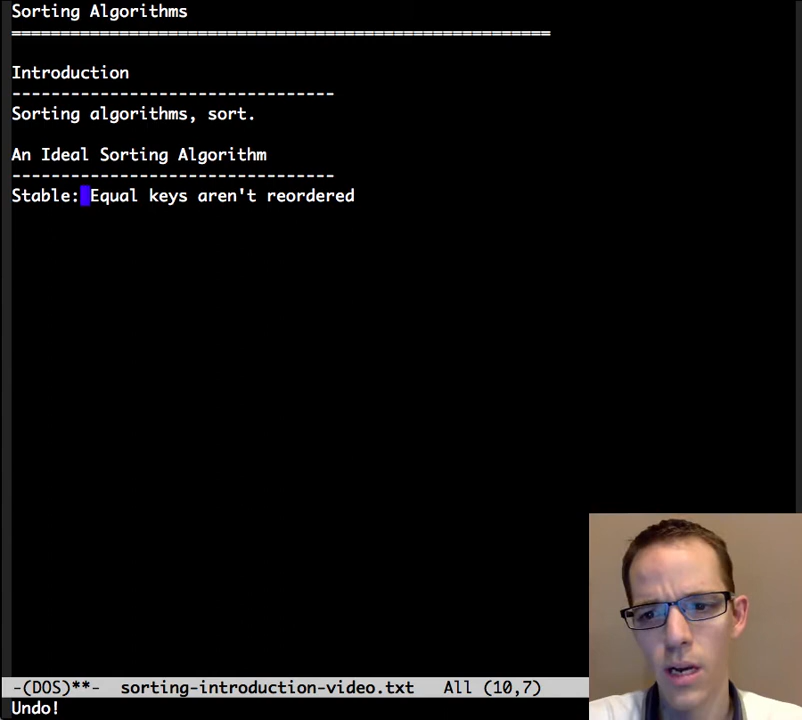 Sorting Algorithms
=======================================================
Introduction
---------------------------------
Sorting algorithms, sort.
An Ideal Sorting Algorithm
---------------------------------
Stable: Equal keys aren't reordered
-(DOS)**-  sorting-introduction-video.txt   All (10,7)
Undo!